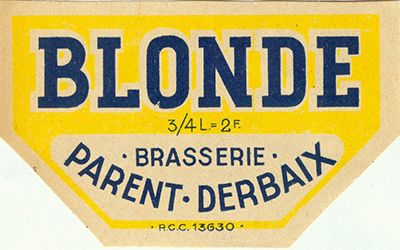 BLONDE
3/4 L.= 2 F.
· BRASSERIE ·
PARENT · DERBAIX
· R.C.C. 13630 ·